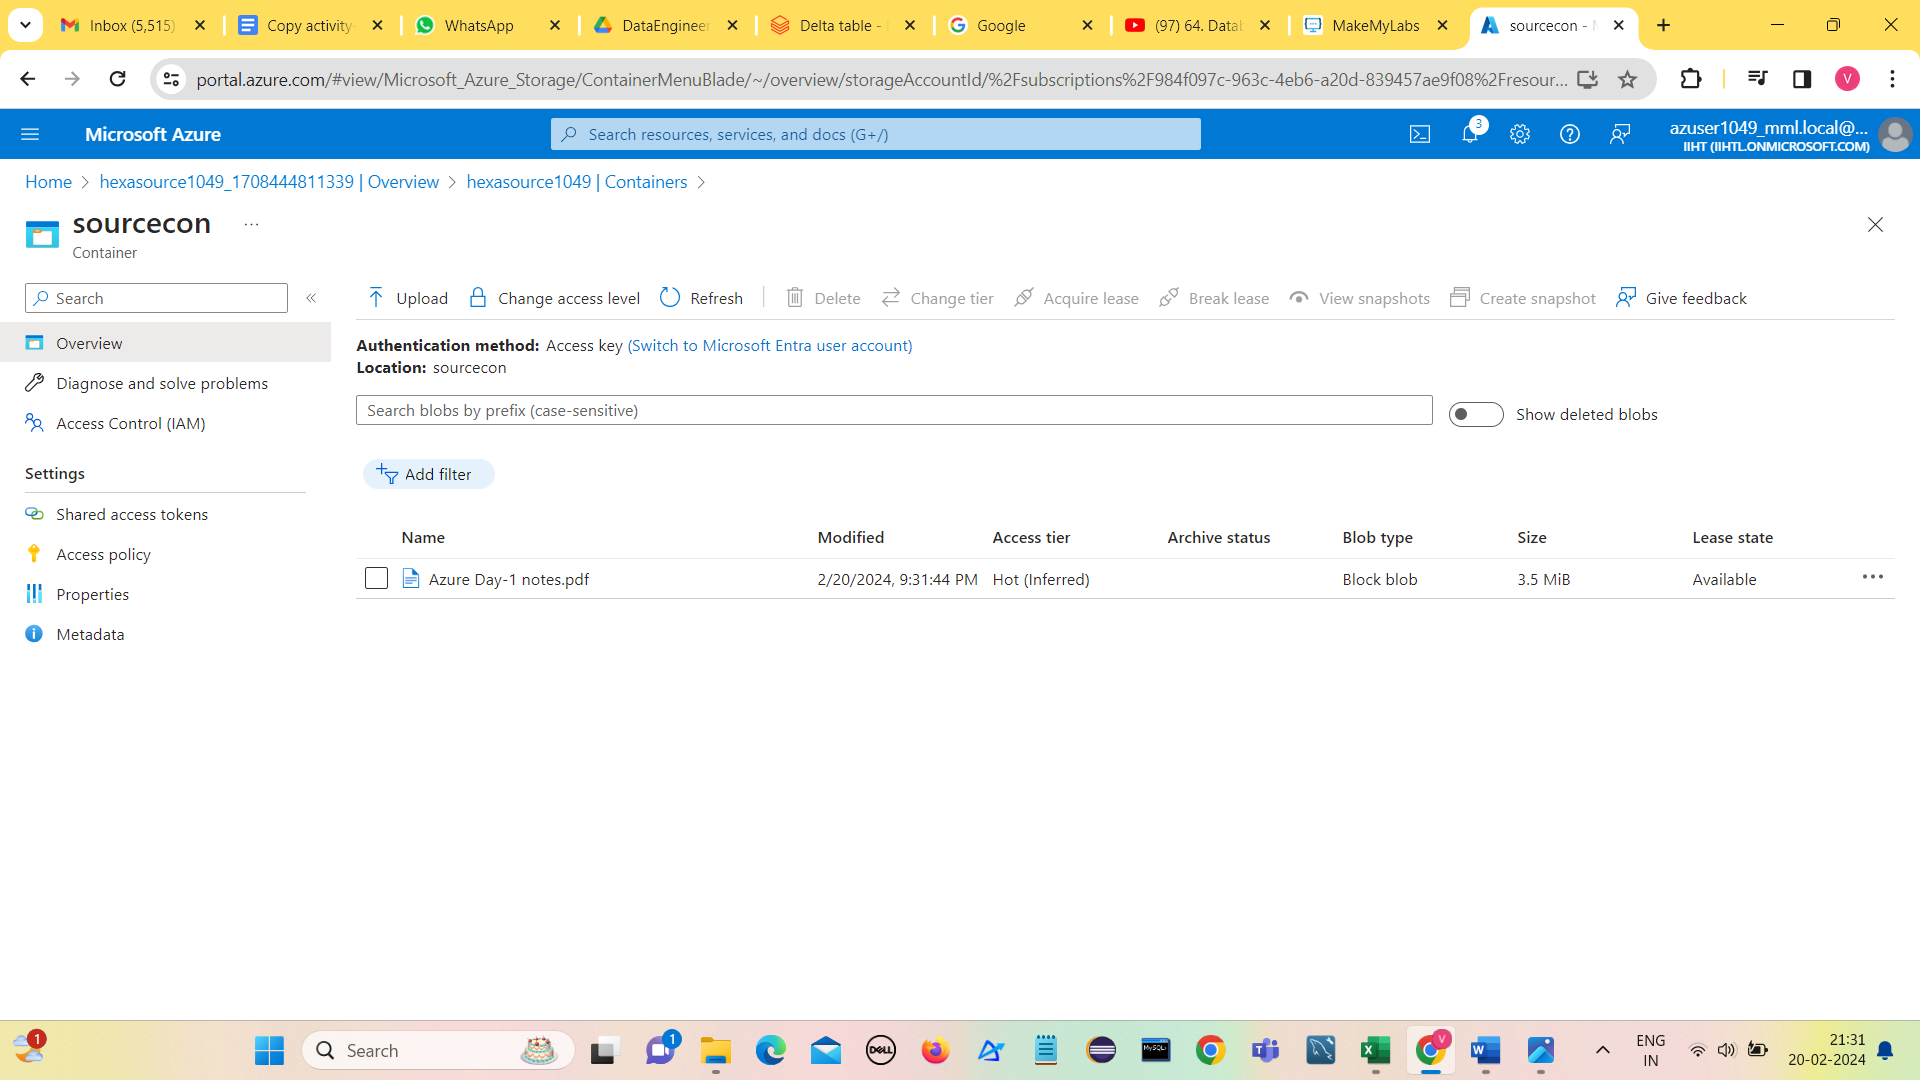 Inbox (5,515)
Copy activity-
WhatsApp
DataEngineer
Delta table -
Google
(97) 64. Datab
MakeMyLabs
sourcecon - M
portal.azure.com/#view/Microsoft_Azure_Storage/ContainerMenuBlade/~/overview/storageAccountId/%2Fsubscriptions%2F984f097c-963c-4eb6-a20d-839457ae9f08%2Fresour...
V
Microsoft Azure
Search resources, services, and docs (G+/)
3
azuser1049_mml.local@...
IIHT (IIHTL.ONMICROSOFT.COM)
Home > hexasource1049_1708444811339 | Overview > hexasource1049 | Containers >
sourcecon ...
Container
Search
Upload
Change access level
Refresh
Delete
Change tier
Acquire lease
Break lease
View snapshots
Create snapshot
Give feedback
Overview
Diagnose and solve problems
Access Control (IAM)
Settings
Shared access tokens
Access policy
Properties
Metadata
Authentication method: Access key (Switch to Microsoft Entra user account)
Location: sourcecon
Search blobs by prefix (case-sensitive)
Show deleted blobs
Add filter
Name Modified Access tier Archive status Blob type Size Lease state
Azure Day-1 notes.pdf 2/20/2024, 9:31:44 PM Hot (Inferred) Block blob 3.5 MiB Available
1
Search
1
DELL
MySQL
V
ENG
IN
21:31
20-02-2024